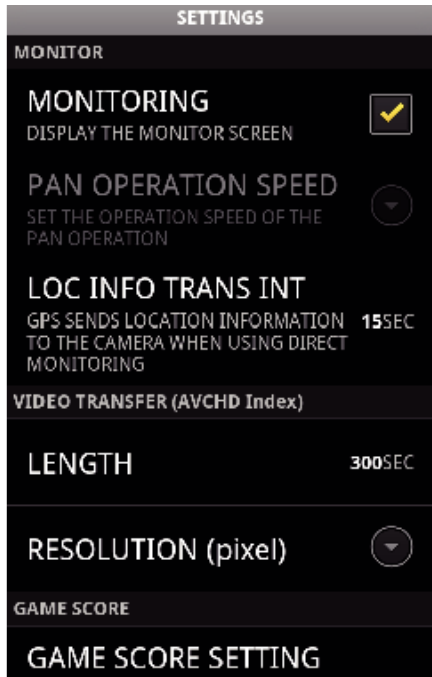 SETTINGS
MONITOR
MONITORING
DISPLAY THE MONITOR SCREEN
PAN OPERATION SPEED
SET THE OPERATION SPEED OF THE
PAN OPERATION
LOC INFO TRANS INT
GPS SENDS LOCATION INFORMATION 15SEC
TO THE CAMERA WHEN USING DIRECT
MONITORING
VIDEO TRANSFER (AVCHD Index)
LENGTH 300SEC
RESOLUTION (pixel)
GAME SCORE
GAME SCORE SETTING